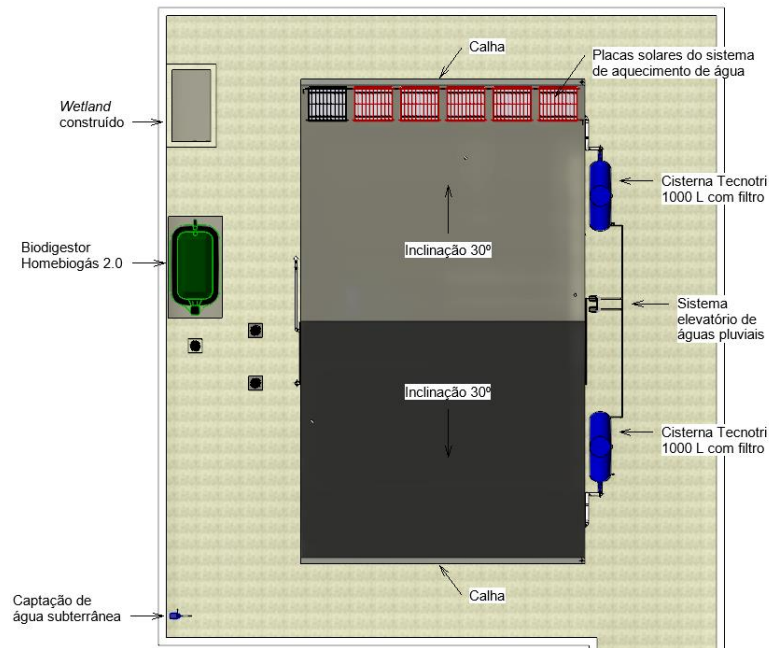 Calha
Placas solares do sistema
de aquecimento de água
Wetland
construído
Cisterna Tecnotri
1000 L com filtro
Inclinação 30º
Biodigestor
Homebiogás 2.0
Sistema
elevatório de
águas pluviais
Inclinação 30º
Cisterna Tecnotri
1000 L com filtro
Calha
Captação de
água subterrânea